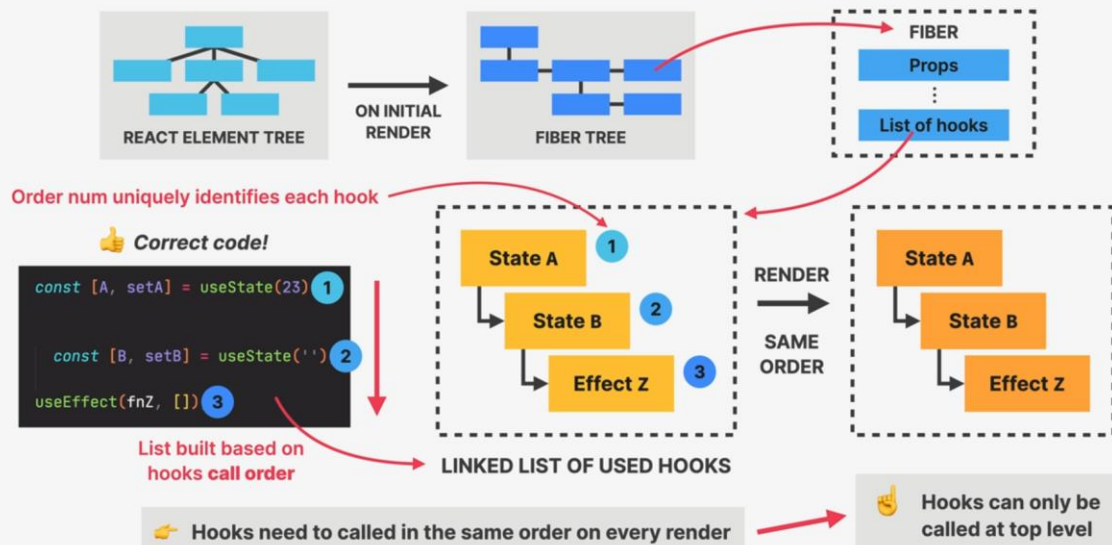 REACT ELEMENT TREE
ON INITIAL
RENDER
FIBER TREE
FIBER
Props
List of hooks
Order num uniquely identifies each hook
👍 Correct code!
const [A, setA] = useState(23) 1
const [B, setB] = useState('') 2
useEffect(fnZ, []) 3
List built based on
hooks call order
State A 1
State B 2
Effect Z 3
LINKED LIST OF USED HOOKS
RENDER
SAME
ORDER
State A
State B
Effect Z
👉 Hooks need to called in the same order on every render
☝️ Hooks can only be
called at top level